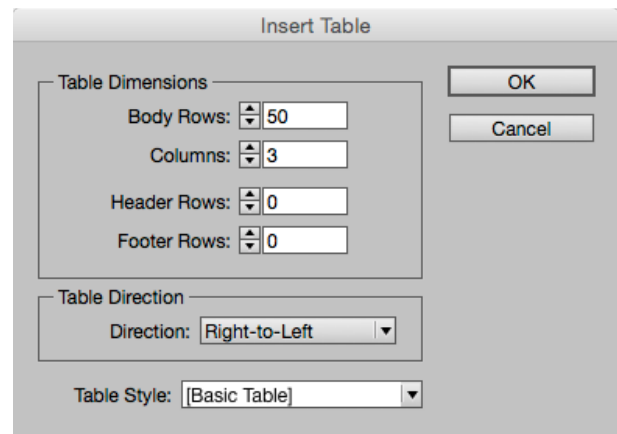 Insert Table
Table Dimensions
Body Rows: 50
Columns: 3
Header Rows: 0
Footer Rows: 0
OK
Cancel
Table Direction
Direction: Right-to-Left
Table Style: [Basic Table]